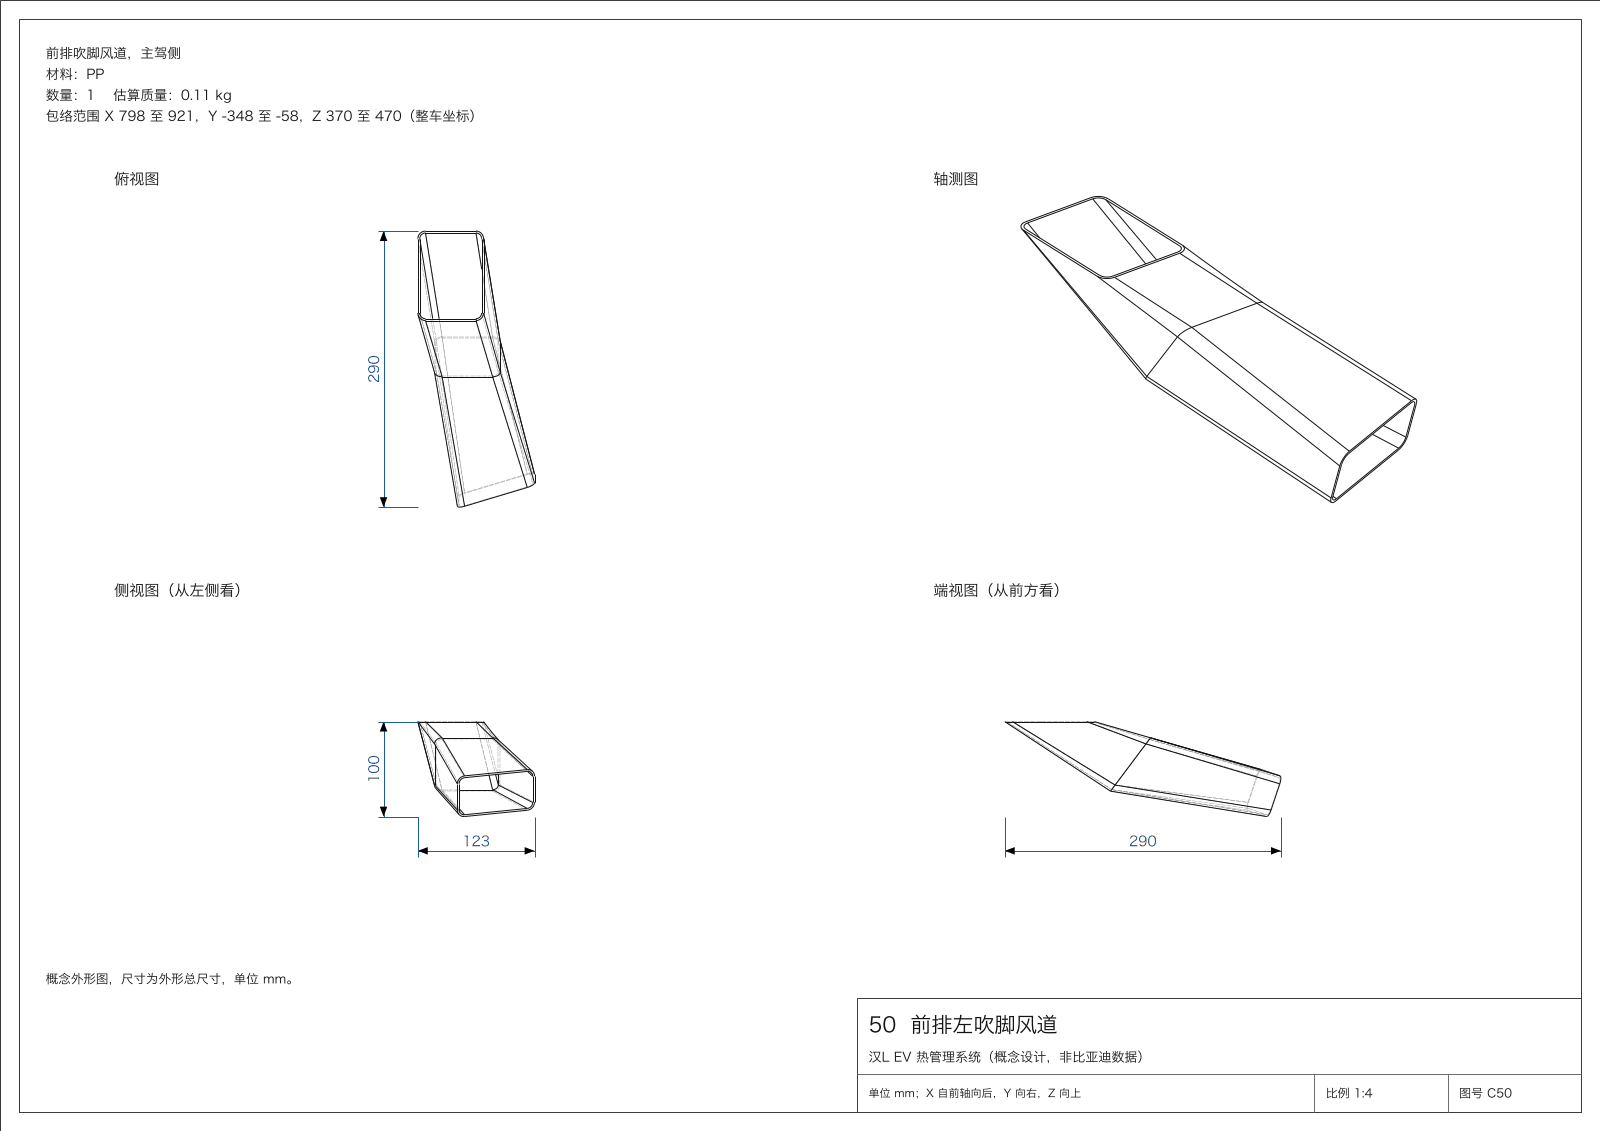 前排吹脚风道，主驾侧
材料：PP
数量：1　估算质量：0.11 kg
包络范围 X 798 至 921，Y -348 至 -58，Z 370 至 470（整车坐标）
俯视图
轴测图
290
侧视图（从左侧看）
端视图（从前方看）
100
123
290
概念外形图，尺寸为外形总尺寸，单位 mm。
50 前排左吹脚风道
汉L EV 热管理系统（概念设计，非比亚迪数据）
单位 mm；X 自前轴向后，Y 向右，Z 向上
比例 1:4
图号 C50